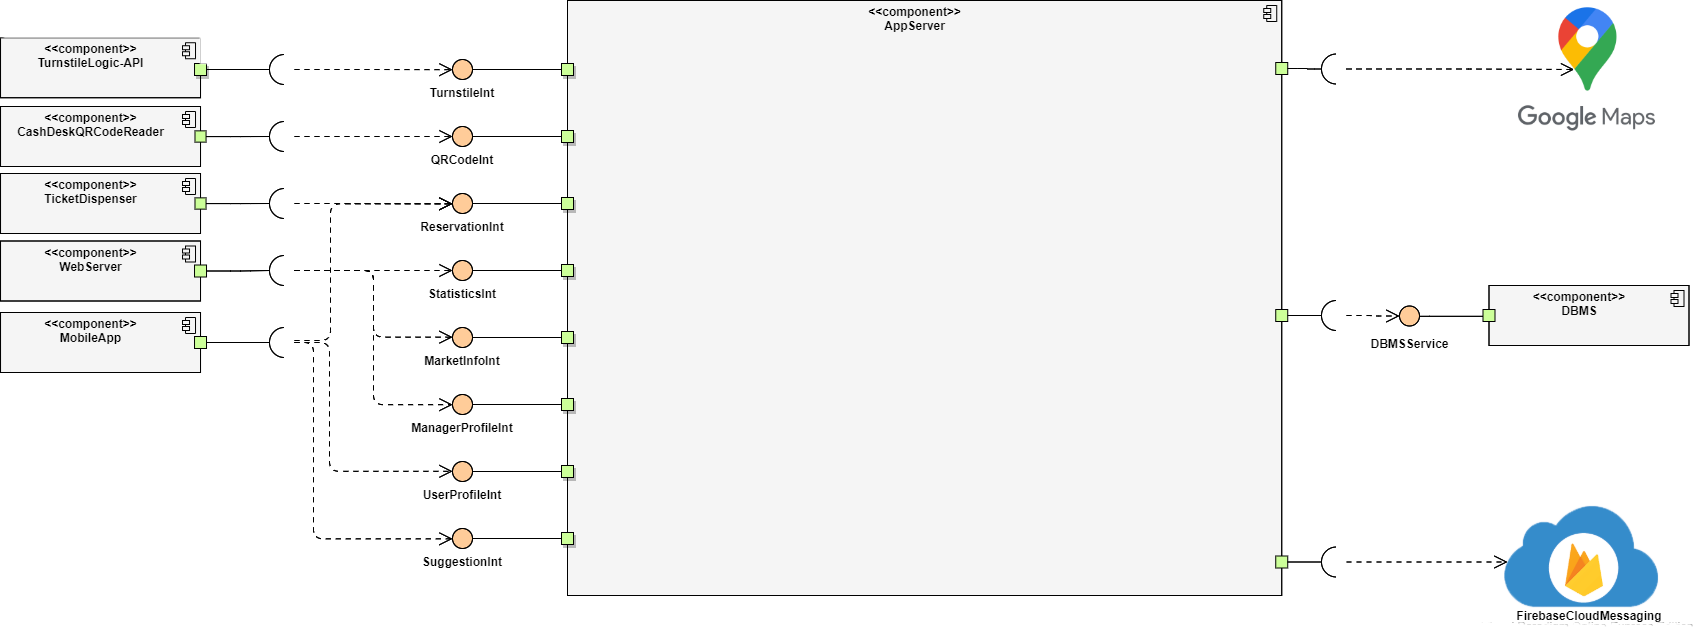 <<component>>
AppServer
<<component>>
TurnstileLogic-API
<<component>>
CashDeskQRCodeReader
<<component>>
TicketDispenser
<<component>>
WebServer
<<component>>
MobileApp
TurnstileInt
QRCodeInt
ReservationInt
StatisticsInt
MarketInfoInt
ManagerProfileInt
UserProfileInt
SuggestionInt
Google Maps
<<component>>
DBMS
DBMSService
FirebaseCloudMessaging